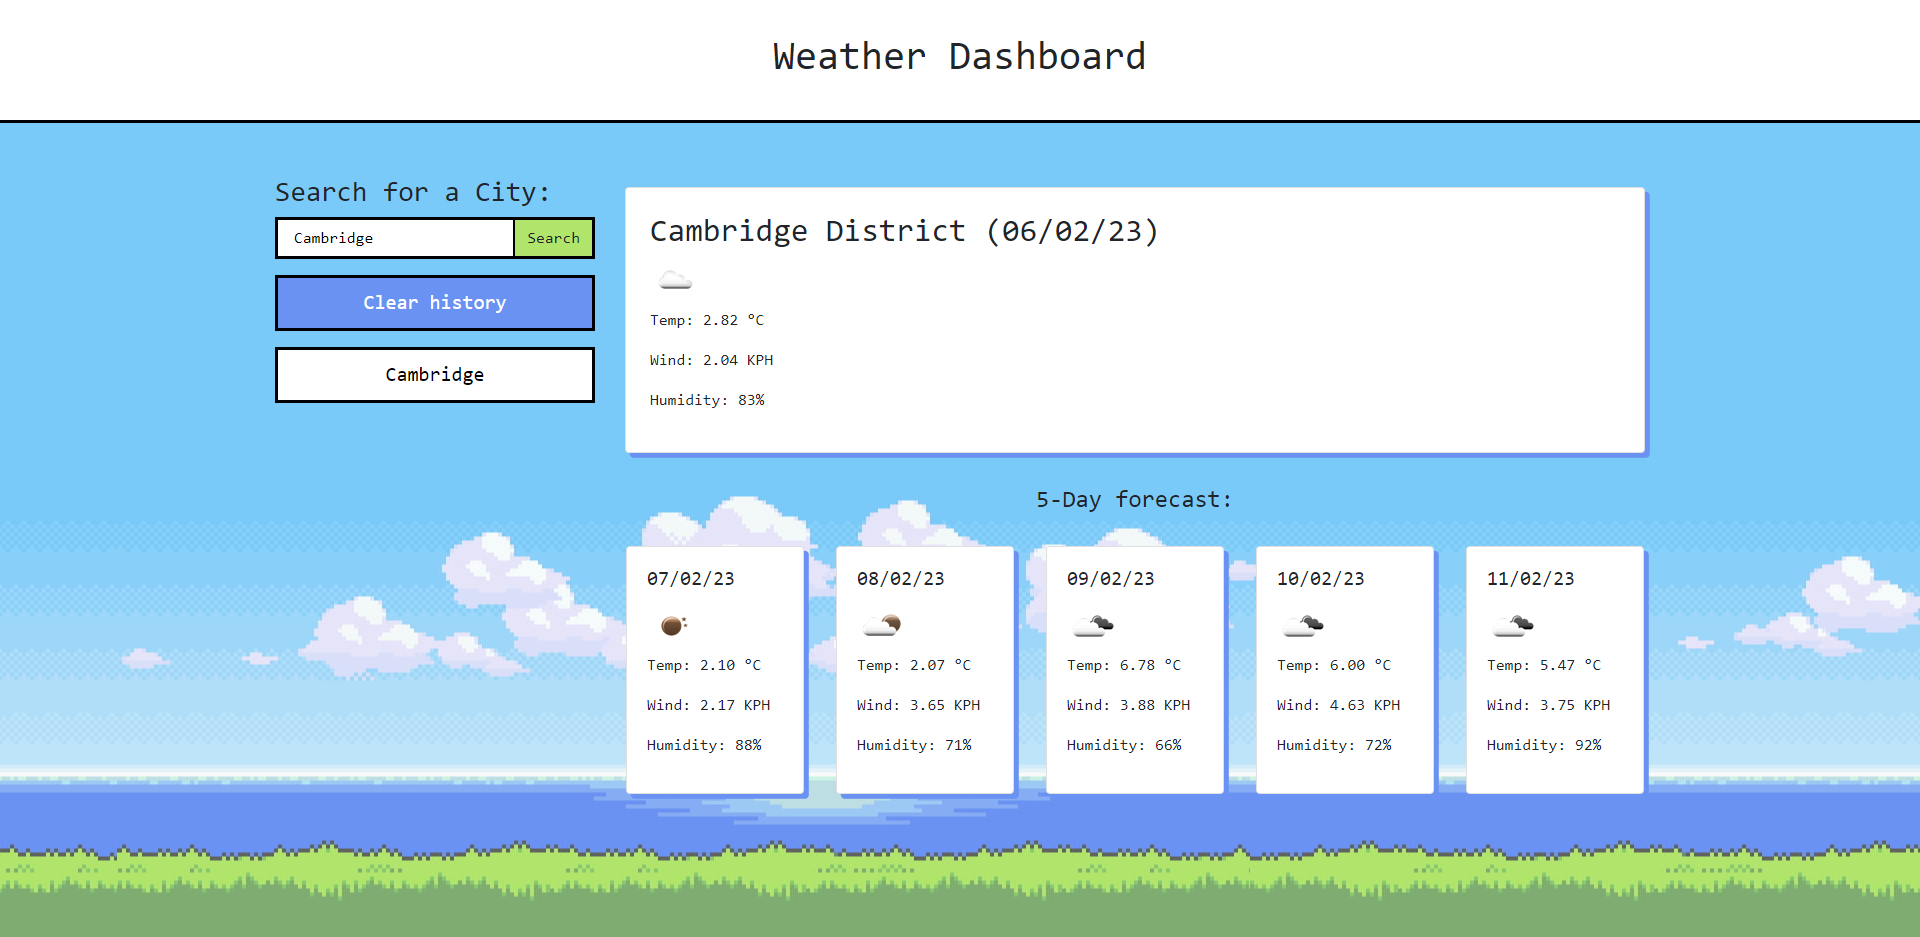 Weather Dashboard
Search for a City:
Cambridge
Search
Clear history
Cambridge
Cambridge District (06/02/23)
Temp: 2.82 °C
Wind: 2.04 KPH
Humidity: 83%
5-Day forecast:
07/02/23
Temp: 2.10 °C
Wind: 2.17 KPH
Humidity: 88%
08/02/23
Temp: 2.07 °C
Wind: 3.65 KPH
Humidity: 71%
09/02/23
Temp: 6.78 °C
Wind: 3.88 KPH
Humidity: 66%
10/02/23
Temp: 6.00 °C
Wind: 4.63 KPH
Humidity: 72%
11/02/23
Temp: 5.47 °C
Wind: 3.75 KPH
Humidity: 92%